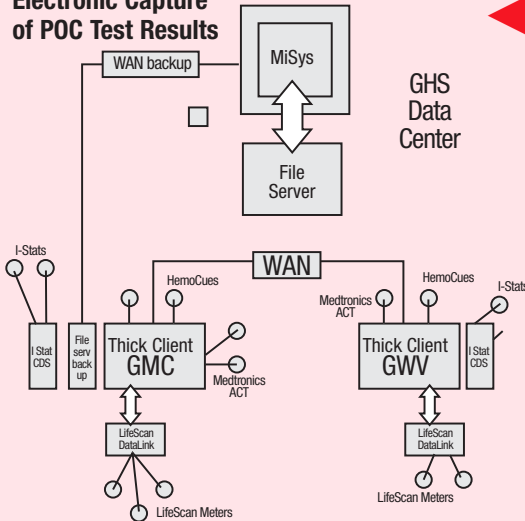 Electronic Capture
of POC Test Results
WAN backup
MiSys
GHS
Data
Center
File
Server
I-Stats
HemoCues
WAN
HemoCues
I-Stats
Medtronics
ACT
I Stat
CDS
File
serv
back
up
Thick Client
GMC
Medtronics
ACT
Thick Client
GWV
I Stat
CDS
LifeScan
DataLink
LifeScan
DataLink
LifeScan Meters
LifeScan Meters